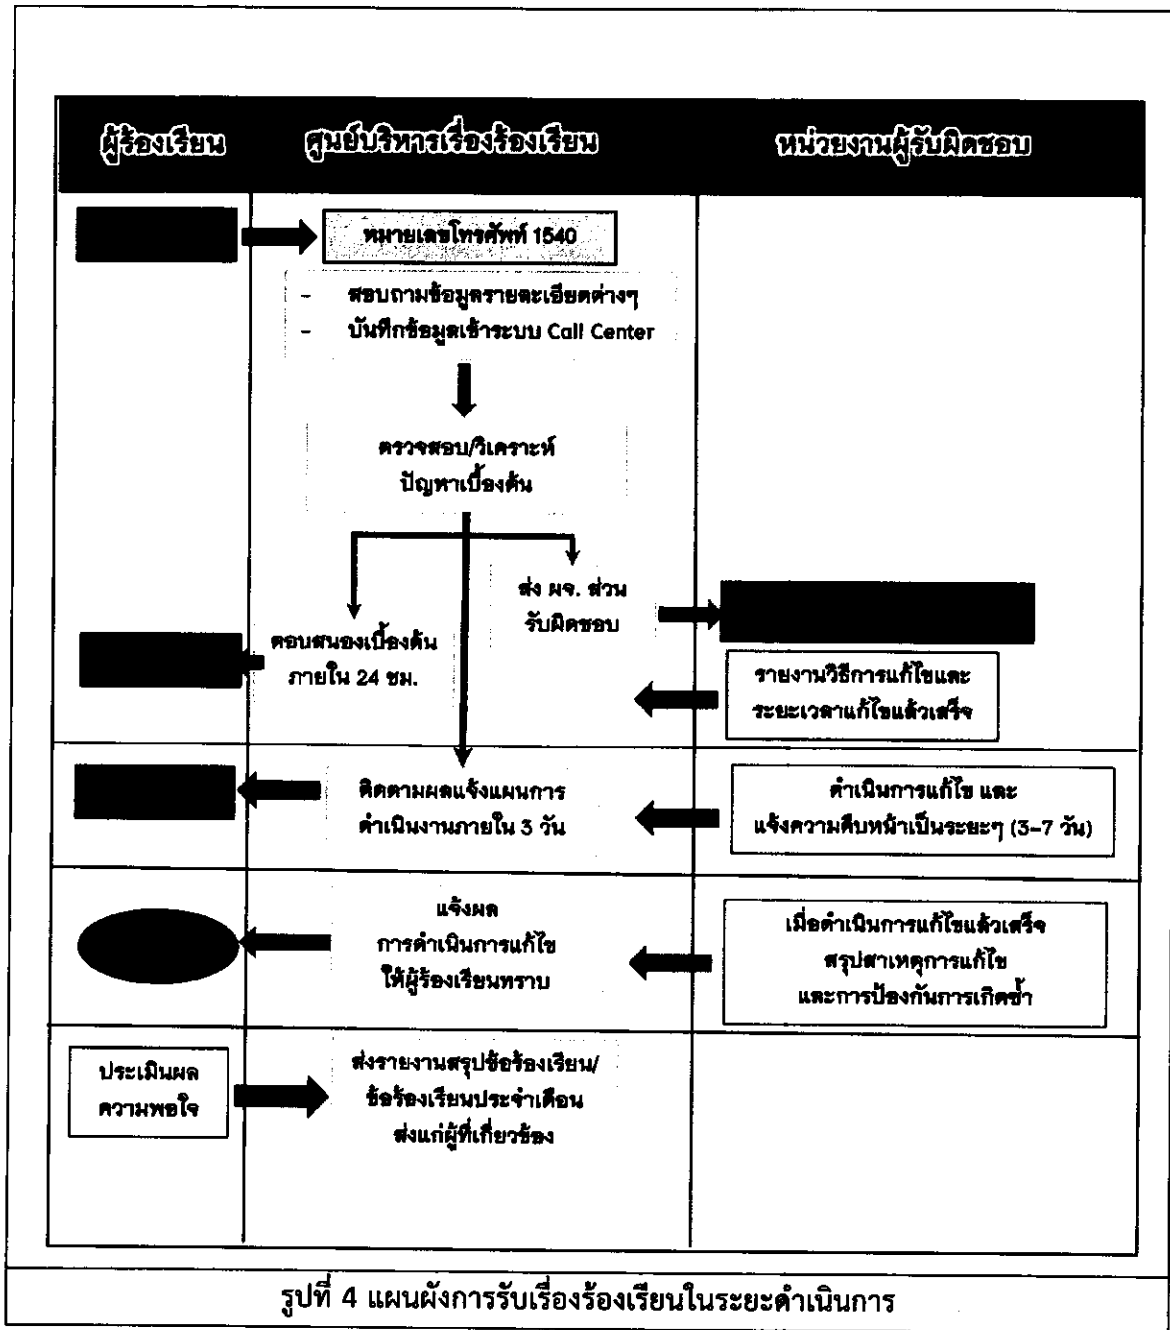 ผู้ร้องเรียน
ศูนย์บริหารเรื่องร้องเรียน
หน่วยงานผู้รับผิดชอบ
หมายเลขโทรศัพท์ 1540
- สอบถามข้อมูลรายละเอียดต่างๆ
- บันทึกข้อมูลเข้าระบบ Call Center
ตรวจสอบ/วิเคราะห์
ปัญหาเบื้องต้น
ส่ง ผจ. ส่วน
รับผิดชอบ
ตอบสนองเบื้องต้น
ภายใน 24 ชม.
รายงานวิธีการแก้ไขและ
ระยะเวลาแก้ไขแล้วเสร็จ
ติดตามผลแจ้งแผนการ
ดำเนินงานภายใน 3 วัน
ดำเนินการแก้ไข และ
แจ้งความคืบหน้าเป็นระยะๆ (3-7 วัน)
แจ้งผล
การดำเนินการแก้ไข
ให้ผู้ร้องเรียนทราบ
เมื่อดำเนินการแก้ไขแล้วเสร็จ
สรุปสาเหตุการแก้ไข
และการป้องกันการเกิดซ้ำ
ประเมินผล
ความพอใจ
ส่งรายงานสรุปข้อร้องเรียน/
ข้อร้องเรียนประจำเดือน
ส่งแก่ผู้ที่เกี่ยวข้อง
รูปที่ 4 แผนผังการรับเรื่องร้องเรียนในระยะดำเนินการ